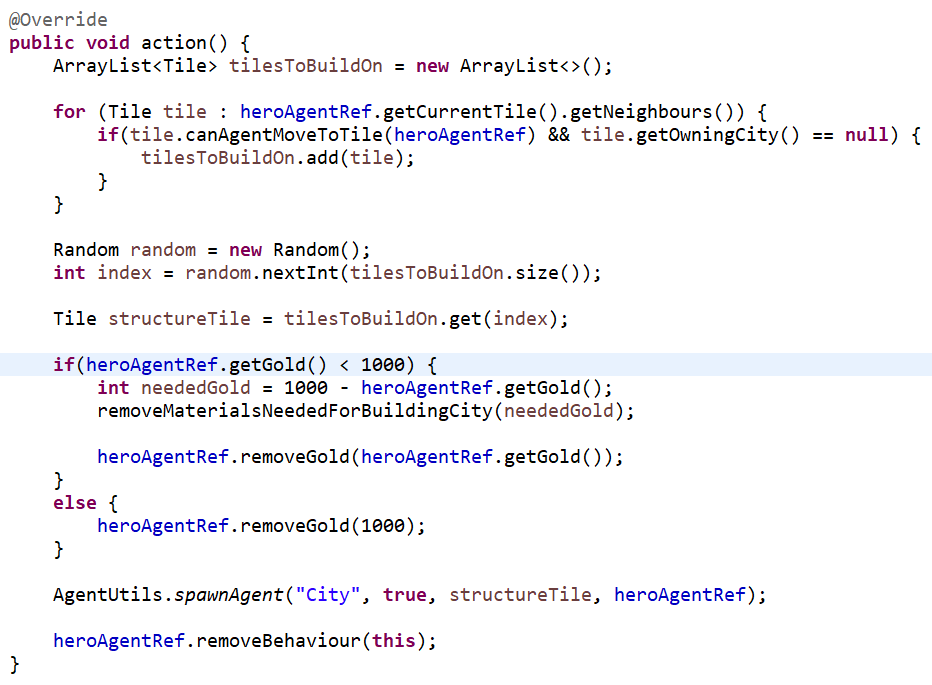 @Override
public void action() {
    ArrayList<Tile> tilesToBuildOn = new ArrayList<>();
    for (Tile tile : heroAgentRef.getCurrentTile().getNeighbours()) {
        if(tile.canAgentMoveToTile(heroAgentRef) && tile.getOwningCity() == null) {
            tilesToBuildOn.add(tile);
        }
    }
    Random random = new Random();
    int index = random.nextInt(tilesToBuildOn.size());
    Tile structureTile = tilesToBuildOn.get(index);
    if(heroAgentRef.getGold() < 1000) {
        int neededGold = 1000 - heroAgentRef.getGold();
        removeMaterialsNeededForBuildingCity(neededGold);
        heroAgentRef.removeGold(heroAgentRef.getGold());
    }
    else {
        heroAgentRef.removeGold(1000);
    }
    AgentUtils.spawnAgent("City", true, structureTile, heroAgentRef);
    heroAgentRef.removeBehaviour(this);
}